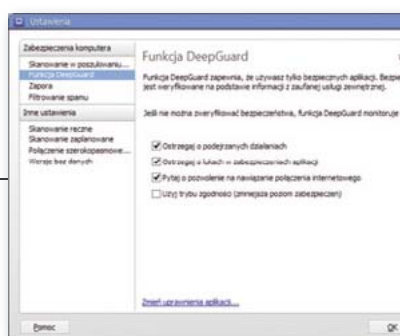 Ustawienia
Zabezpieczenia komputera
Skanowanie w poszukiwaniu...
Funkcja DeepGuard
Zapora
Filtrowanie spamu
Inne ustawienia
Skanowanie ręczne
Skanowanie zaplanowane
Połączenie szerokopasmowe...
Wersje baz danych
Funkcja DeepGuard
Funkcja DeepGuard zapewnia, że używasz tylko bezpiecznych aplikacji. Bezpie
jest weryfikowane na podstawie informacji z zaufanej usługi zewnętrznej.
Jeśli nie można zweryfikować bezpieczeństwa, funkcja DeepGuard monitoruje
Ostrzegaj o podejrzanych działaniach
Ostrzegaj o lukach w zabezpieczeniach aplikacji
Pytaj o pozwolenie na nawiązanie połączenia internetowego
Użyj trybu zgodności (zmniejsza poziom zabezpieczeń)
Zmień uprawnienia aplikacji...
Pomoc
OK